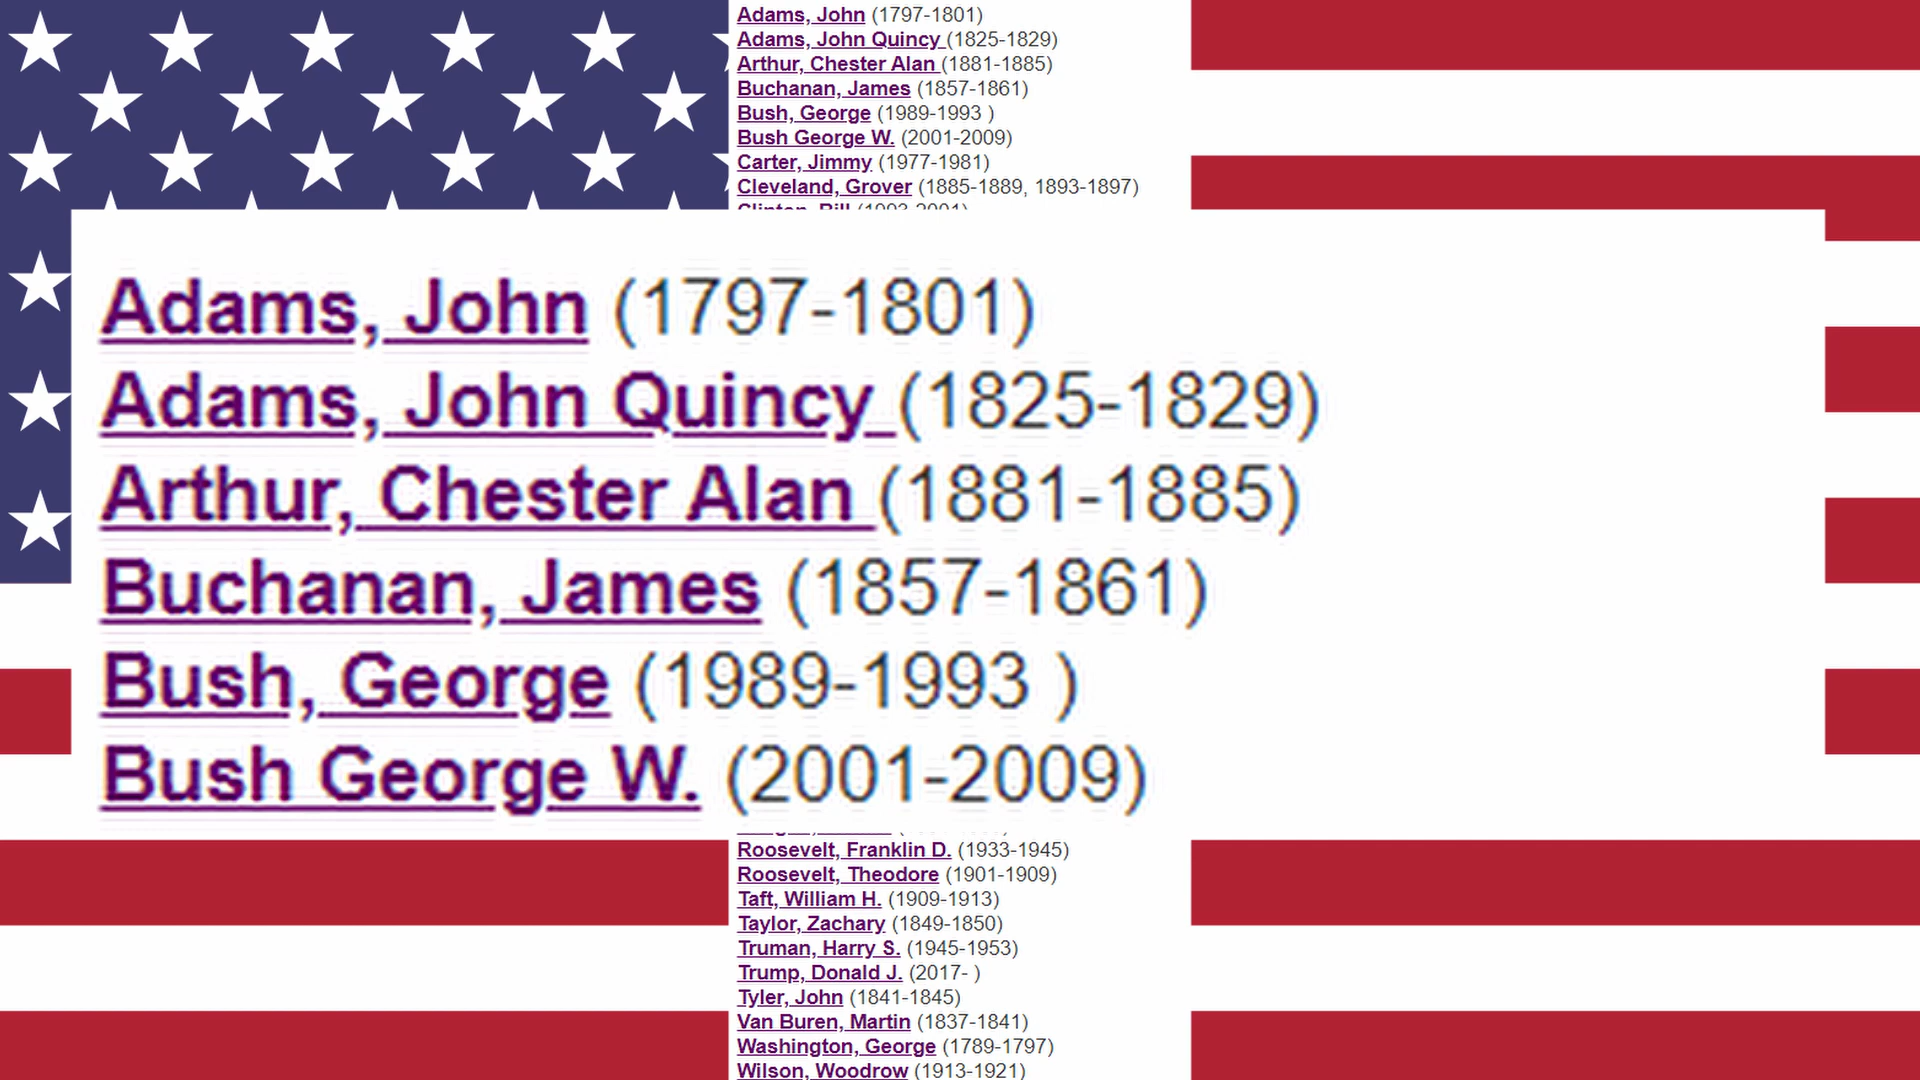 Adams, John (1797-1801)
Adams, John Quincy (1825-1829)
Arthur, Chester Alan (1881-1885)
Buchanan, James (1857-1861)
Bush, George (1989-1993 )
Bush George W. (2001-2009)
Carter, Jimmy (1977-1981)
Cleveland, Grover (1885-1889, 1893-1897)
Clinton, Bill (1993-2001)
Adams, John (1797-1801)
Adams, John Quincy (1825-1829)
Arthur, Chester Alan (1881-1885)
Buchanan, James (1857-1861)
Bush, George (1989-1993 )
Bush George W. (2001-2009)
Roosevelt, Franklin D. (1933-1945)
Roosevelt, Theodore (1901-1909)
Taft, William H. (1909-1913)
Taylor, Zachary (1849-1850)
Truman, Harry S. (1945-1953)
Trump, Donald J. (2017- )
Tyler, John (1841-1845)
Van Buren, Martin (1837-1841)
Washington, George (1789-1797)
Wilson, Woodrow (1913-1921)